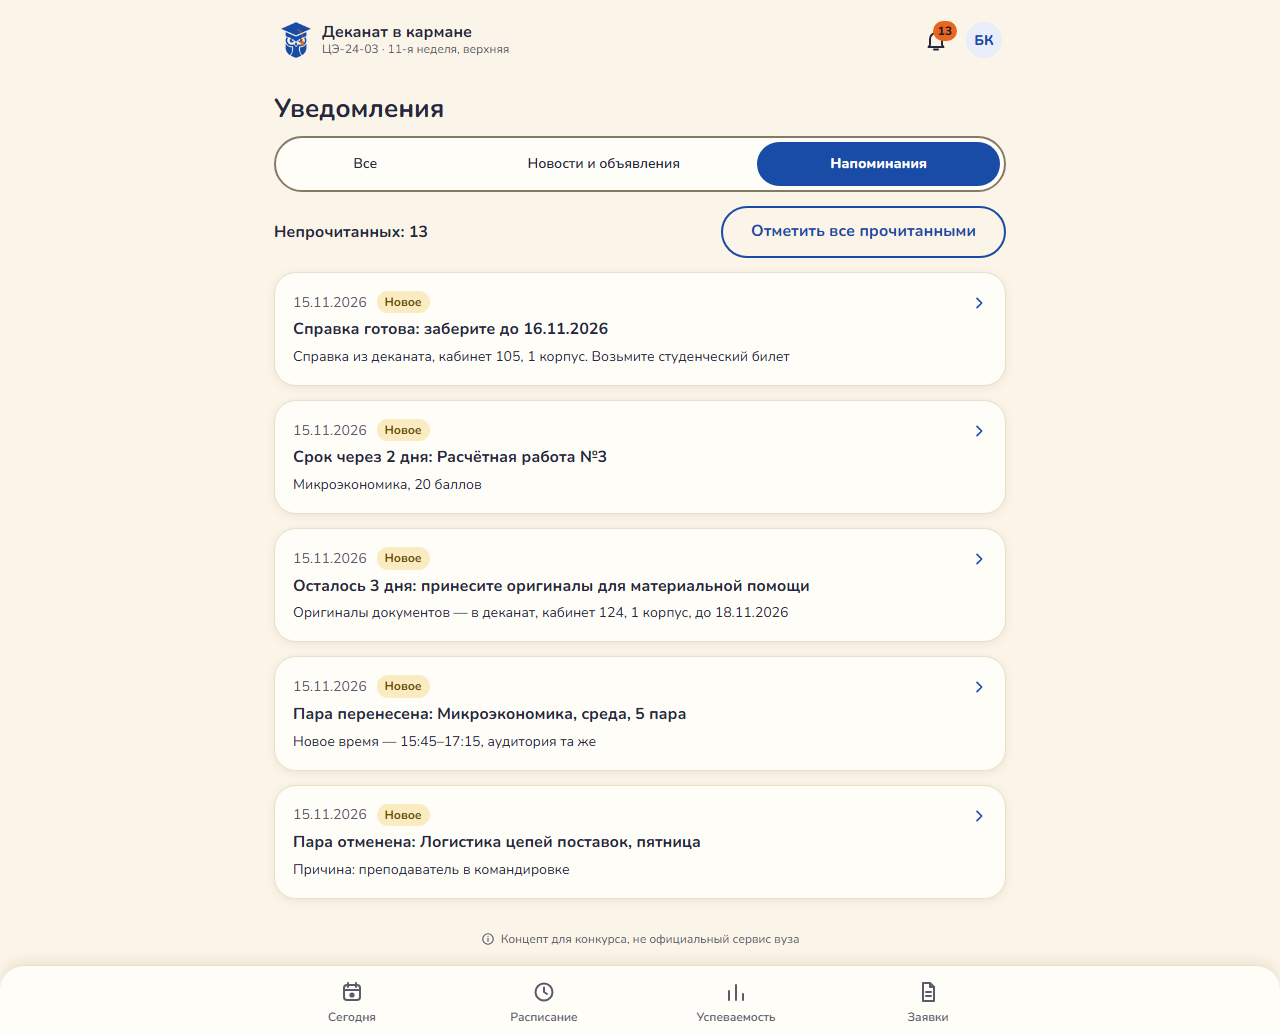 Деканат в кармане
ЦЭ-24-03 · 11-я неделя, верхняя
13
БК
Уведомления
Все
Новости и объявления
Напоминания
Непрочитанных: 13
Отметить все прочитанными
15.11.2026 Новое
Справка готова: заберите до 16.11.2026
Справка из деканата, кабинет 105, 1 корпус. Возьмите студенческий билет
15.11.2026 Новое
Срок через 2 дня: Расчётная работа №3
Микроэкономика, 20 баллов
15.11.2026 Новое
Осталось 3 дня: принесите оригиналы для материальной помощи
Оригиналы документов — в деканат, кабинет 124, 1 корпус, до 18.11.2026
15.11.2026 Новое
Пара перенесена: Микроэкономика, среда, 5 пара
Новое время — 15:45–17:15, аудитория та же
15.11.2026 Новое
Пара отменена: Логистика цепей поставок, пятница
Причина: преподаватель в командировке
Концепт для конкурса, не официальный сервис вуза
Сегодня
Расписание
Успеваемость
Заявки